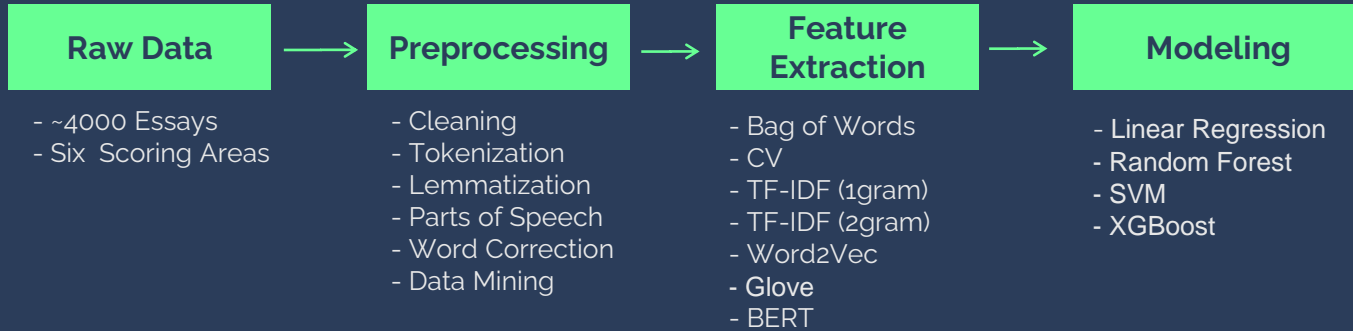 Raw Data
- ~4000 Essays
- Six Scoring Areas
Preprocessing
- Cleaning
- Tokenization
- Lemmatization
- Parts of Speech
- Word Correction
- Data Mining
Feature
Extraction
- Bag of Words
- CV
- TF-IDF (1gram)
- TF-IDF (2gram)
- Word2Vec
- Glove
- BERT
Modeling
- Linear Regression
- Random Forest
- SVM
- XGBoost